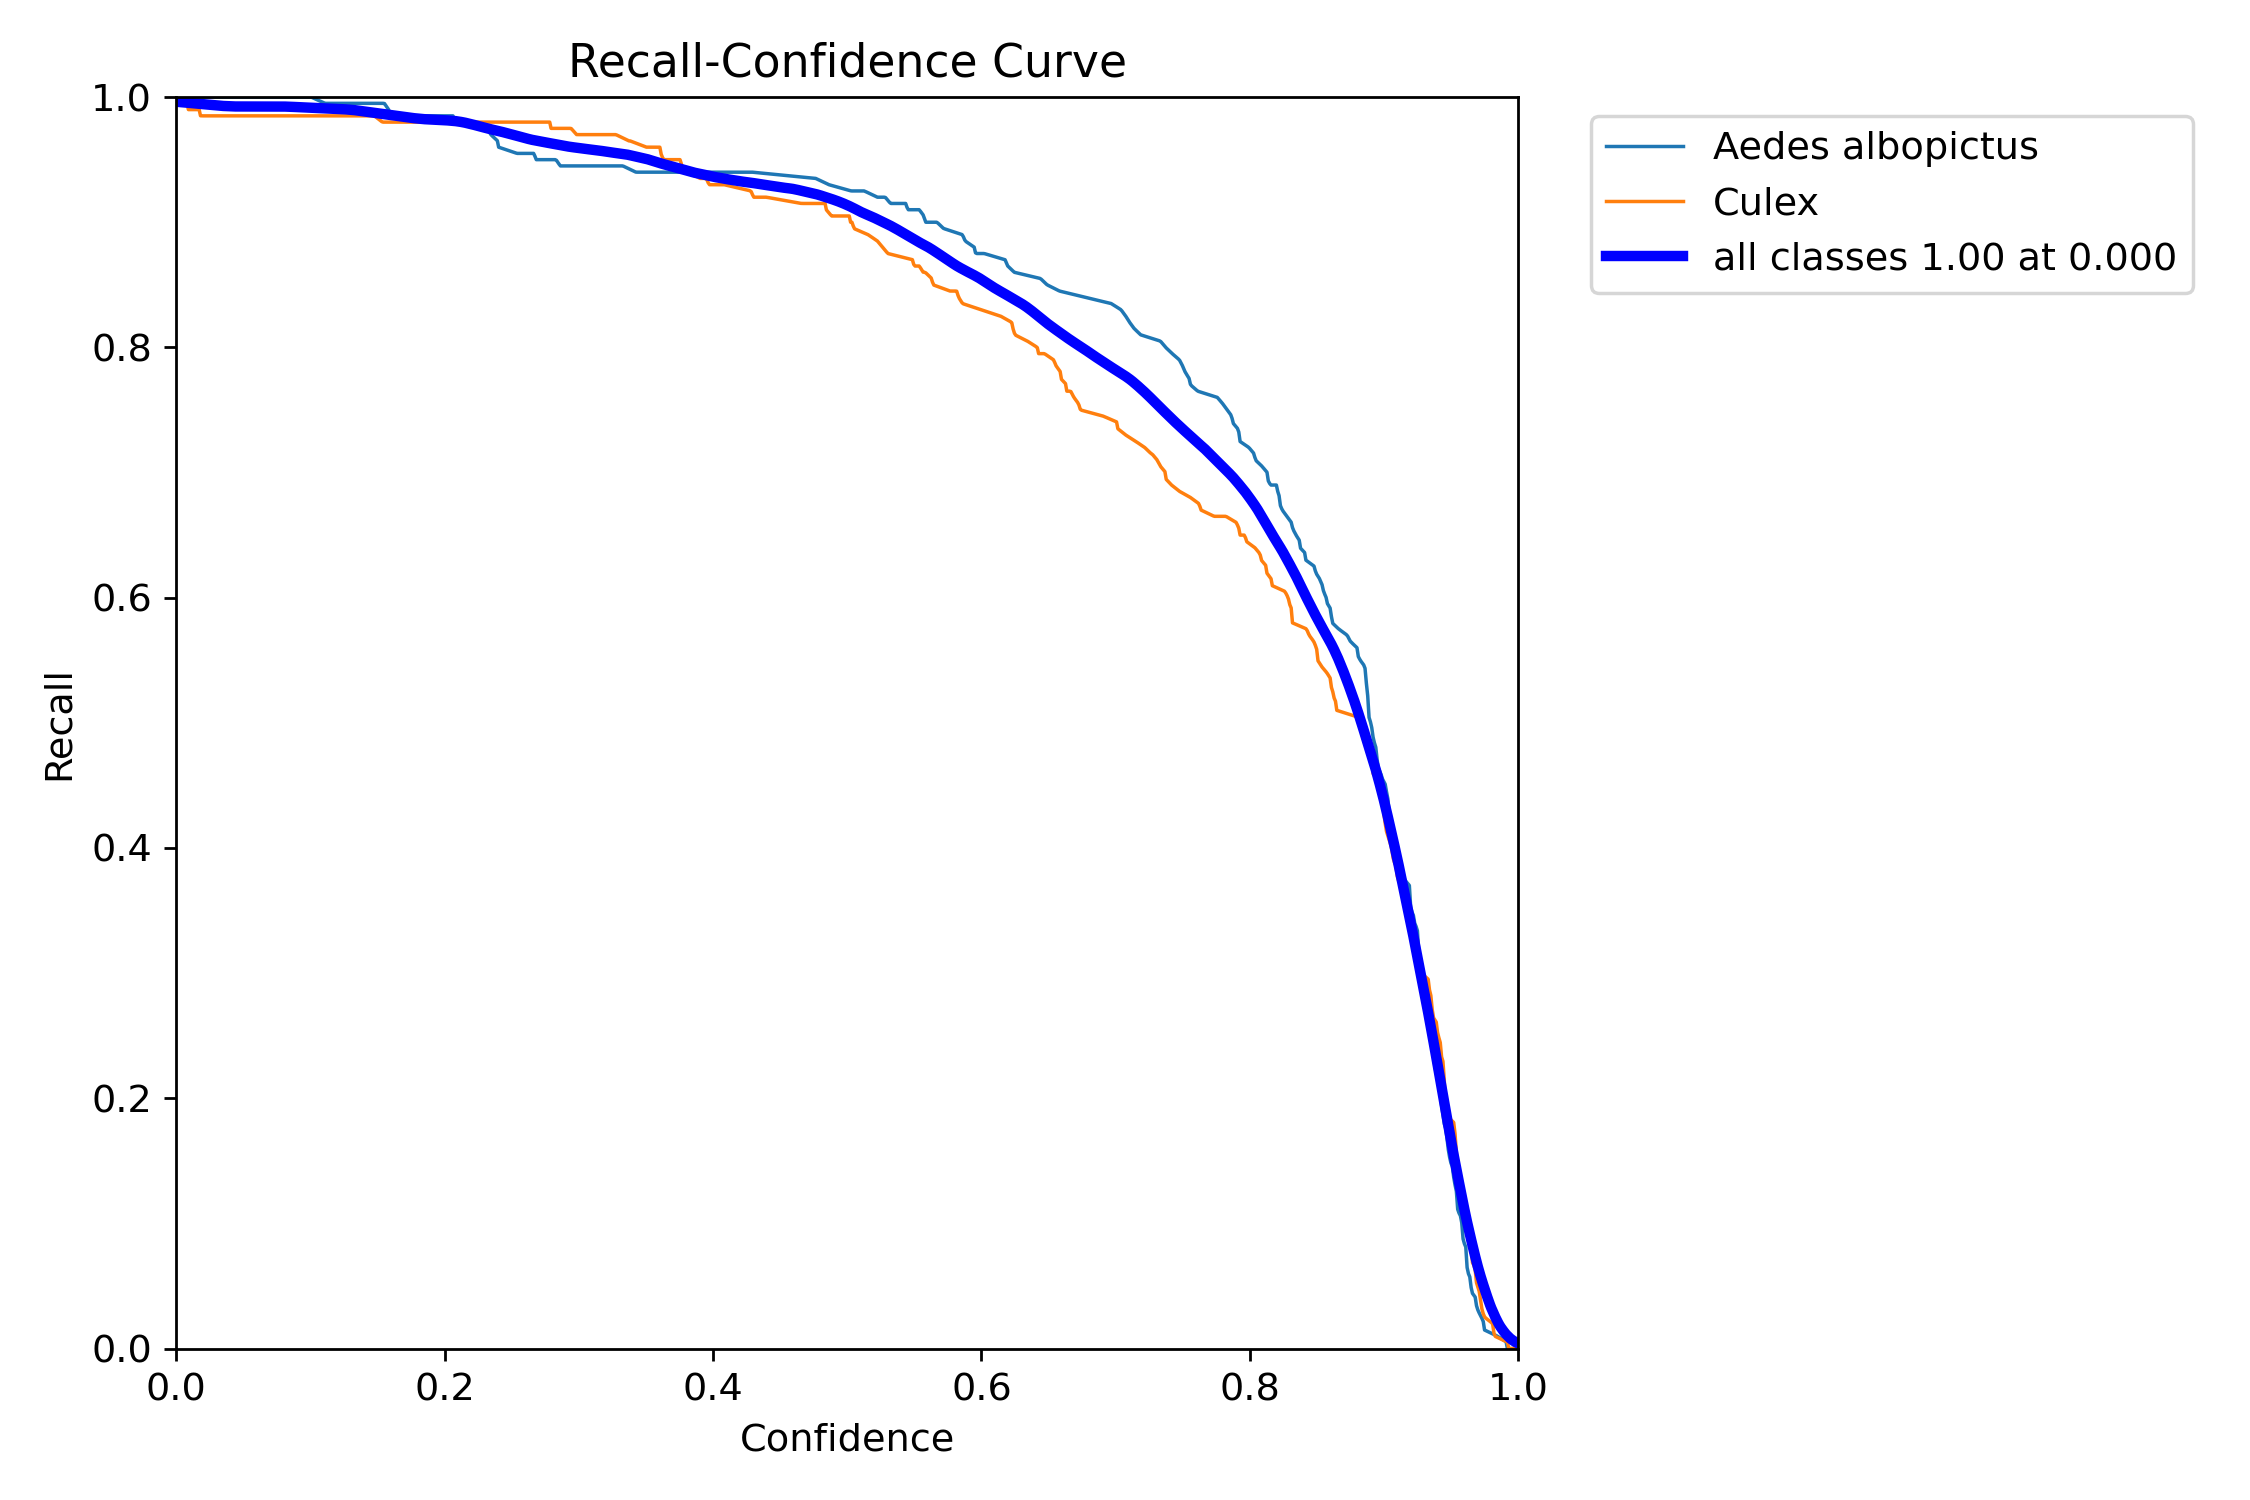 Recall-Confidence Curve
1.0
0.8
0.6
0.4
0.2
0.0
Recall
0.0 0.2 0.4 0.6 0.8 1.0
Confidence
Aedes albopictus
Culex
all classes 1.00 at 0.000